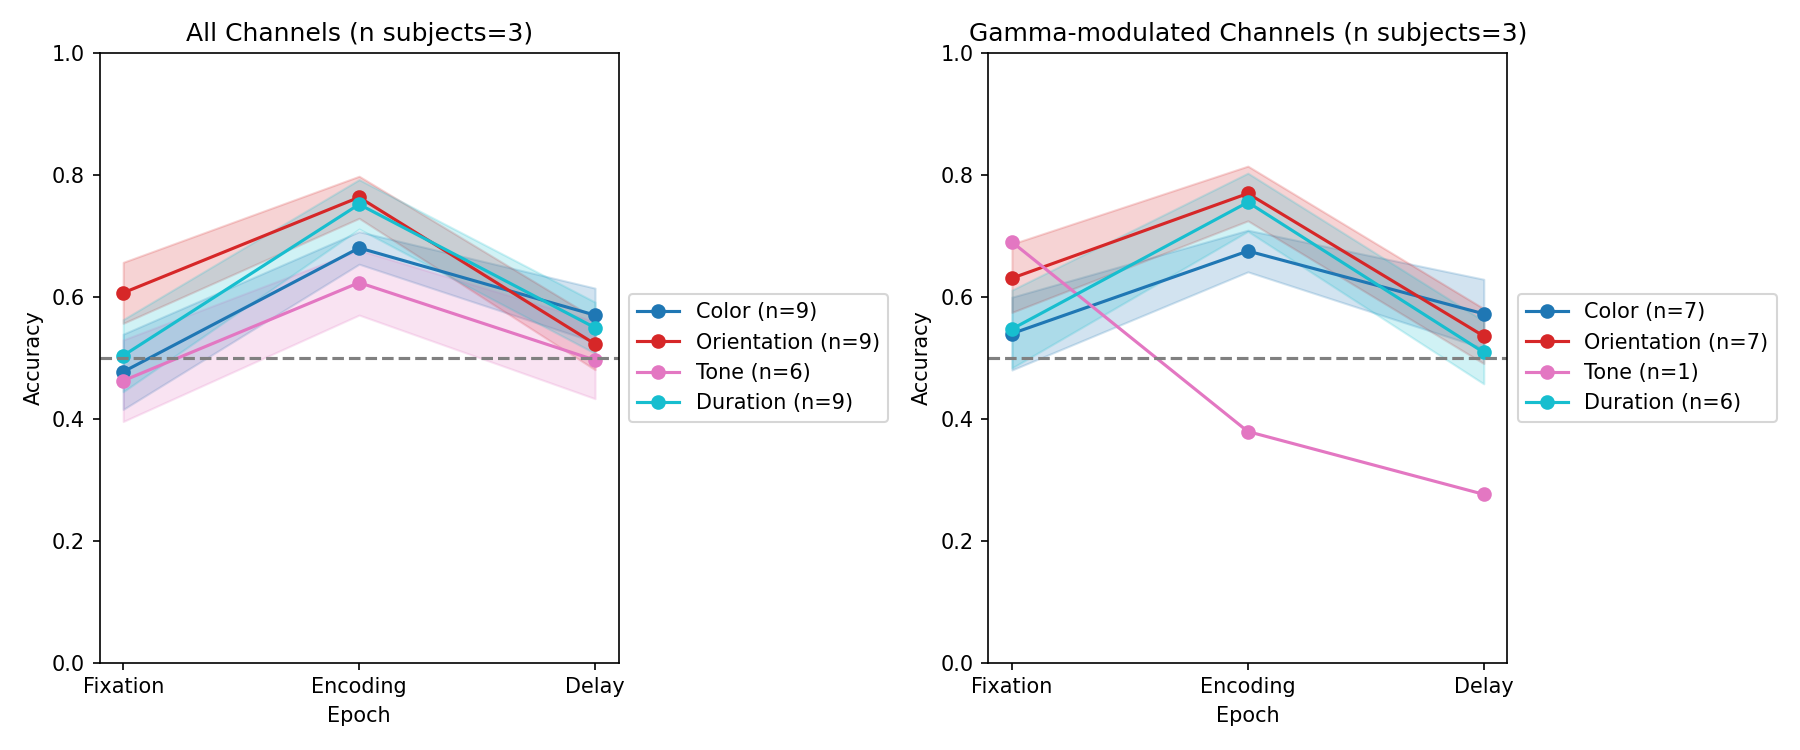 All Channels (n subjects=3)
1.0
0.8
0.6
0.4
0.2
0.0
Accuracy
Fixation
Encoding
Delay
Epoch
Color (n=9)
Orientation (n=9)
Tone (n=6)
Duration (n=9)
Gamma-modulated Channels (n subjects=3)
1.0
0.8
0.6
0.4
0.2
0.0
Accuracy
Fixation
Encoding
Delay
Epoch
Color (n=7)
Orientation (n=7)
Tone (n=1)
Duration (n=6)